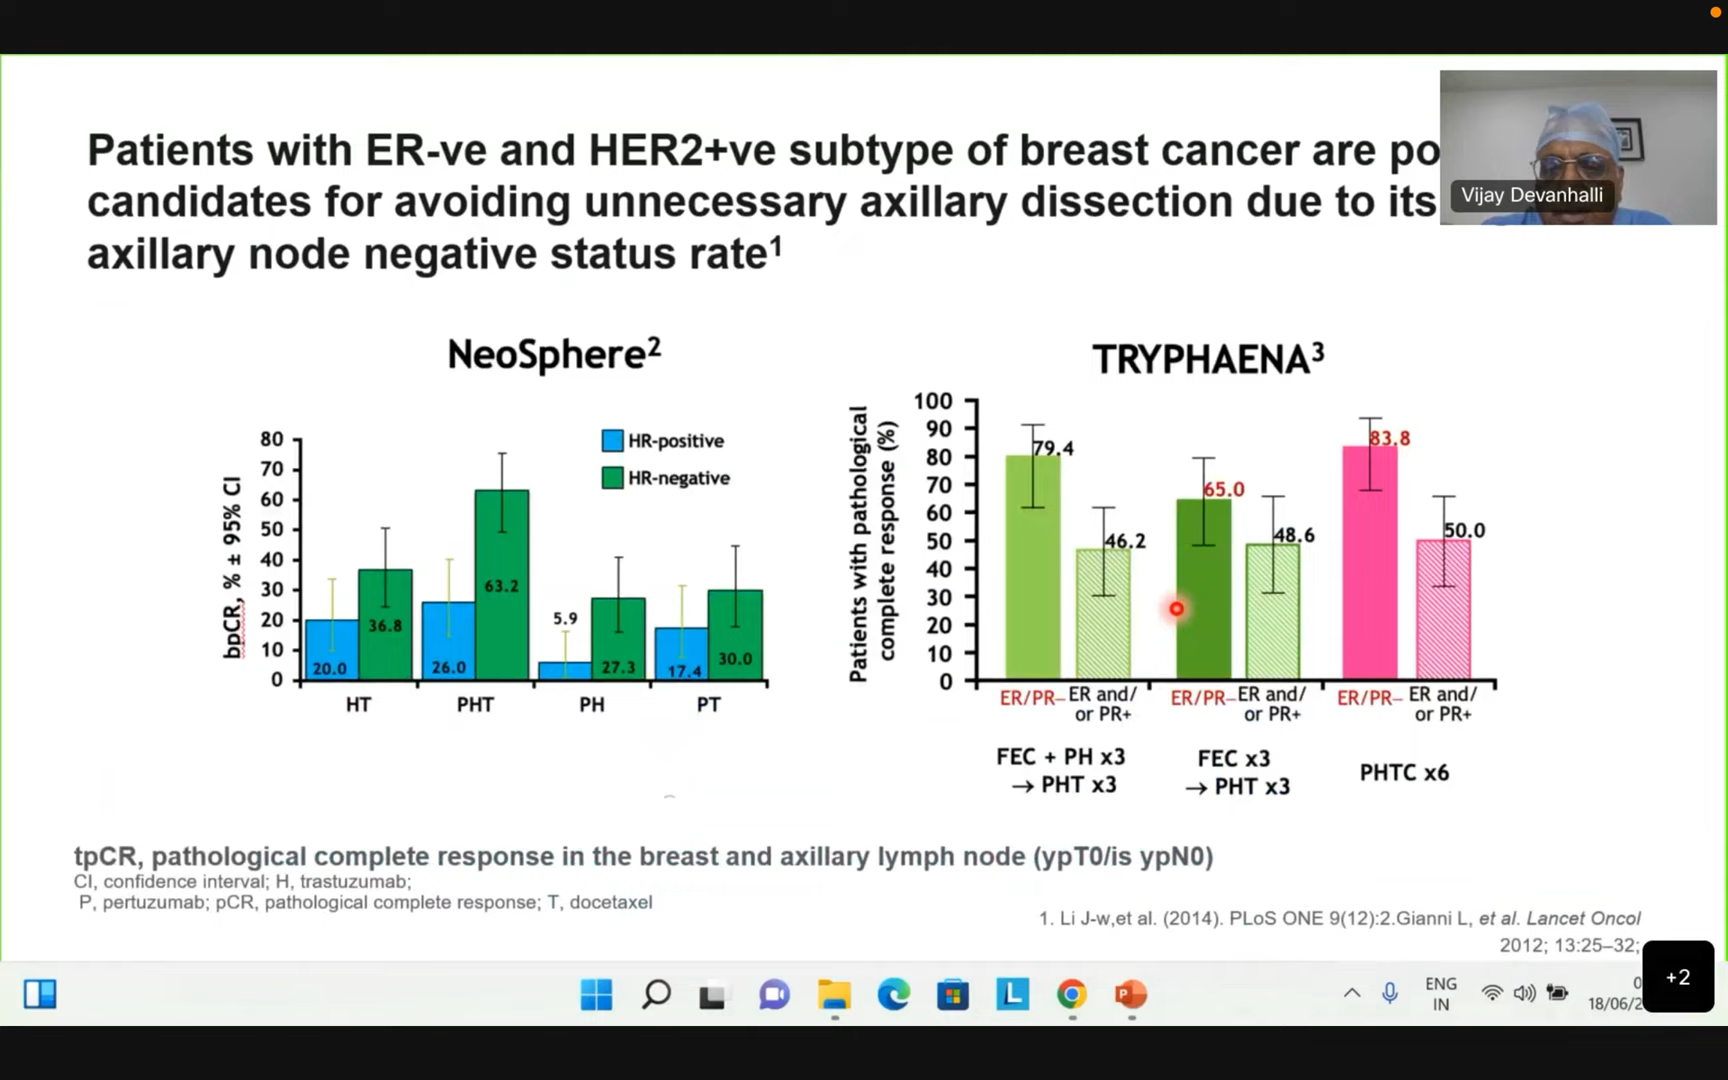 Patients with ER-ve and HER2+ve subtype of breast cancer are
candidates for avoiding unnecessary axillary dissection due to its
axillary node negative status rate¹
Vijay Devanhalli
NeoSphere²
bpCR, % ± 95% CI
80
70
60
50
40
30
20
10
0
HR-positive
HR-negative
20.0
36.8
26.0
63.2
5.9
27.3
17.4
30.0
HT
PHT
PH
PT
TRYPHAENA³
Patients with pathological
complete response (%)
100
90
80
70
60
50
40
30
20
10
0
79.4
46.2
65.0
48.6
83.8
50.0
ER/PR–
ER and/
or PR+
ER/PR–
ER and/
or PR+
ER/PR–
ER and/
or PR+
FEC + PH x3
→ PHT x3
FEC x3
→ PHT x3
PHTC x6
tpCR, pathological complete response in the breast and axillary lymph node (ypT0/is ypN0)
CI, confidence interval; H, trastuzumab;
P, pertuzumab; pCR, pathological complete response; T, docetaxel
1. Li J-w,et al. (2014). PLoS ONE 9(12):2.Gianni L, et al. Lancet Oncol
2012; 13:25–32;
+2
L
P
ENG
IN
18/06/2